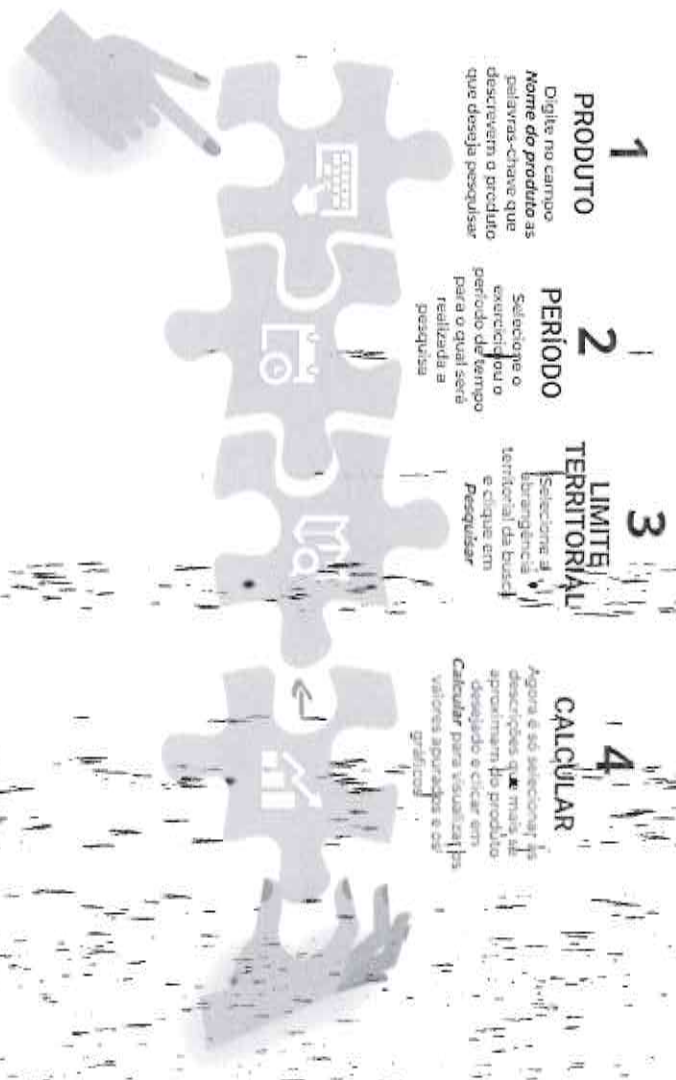 1
PRODUTO
Digite no campo
Nome do produto as
palavras-chave que
descrevem o produto
que deseja pesquisar
2
PERÍODO
Selecione o
exercício ou o
período de tempo
para o qual será
realizada a
pesquisa
3
LIMITE
TERRITORIAL
Selecione a
abrangência
territorial da busca
e clique em
Pesquisar
4
CALCULAR
Agora é só selecionar as
descrições que mais se
aproximam do produto
desejado e clicar em
Calcular para visualizar os
valores apurados e os
gráficos!